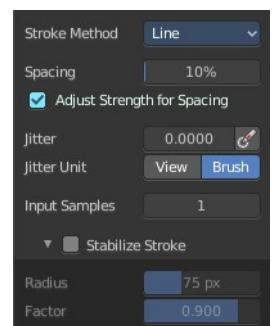 Stroke Method Line
Spacing 10%
Adjust Strength for Spacing
Jitter 0.0000
Jitter Unit View Brush
Input Samples 1
Stabilize Stroke
Radius 75 px
Factor 0.900